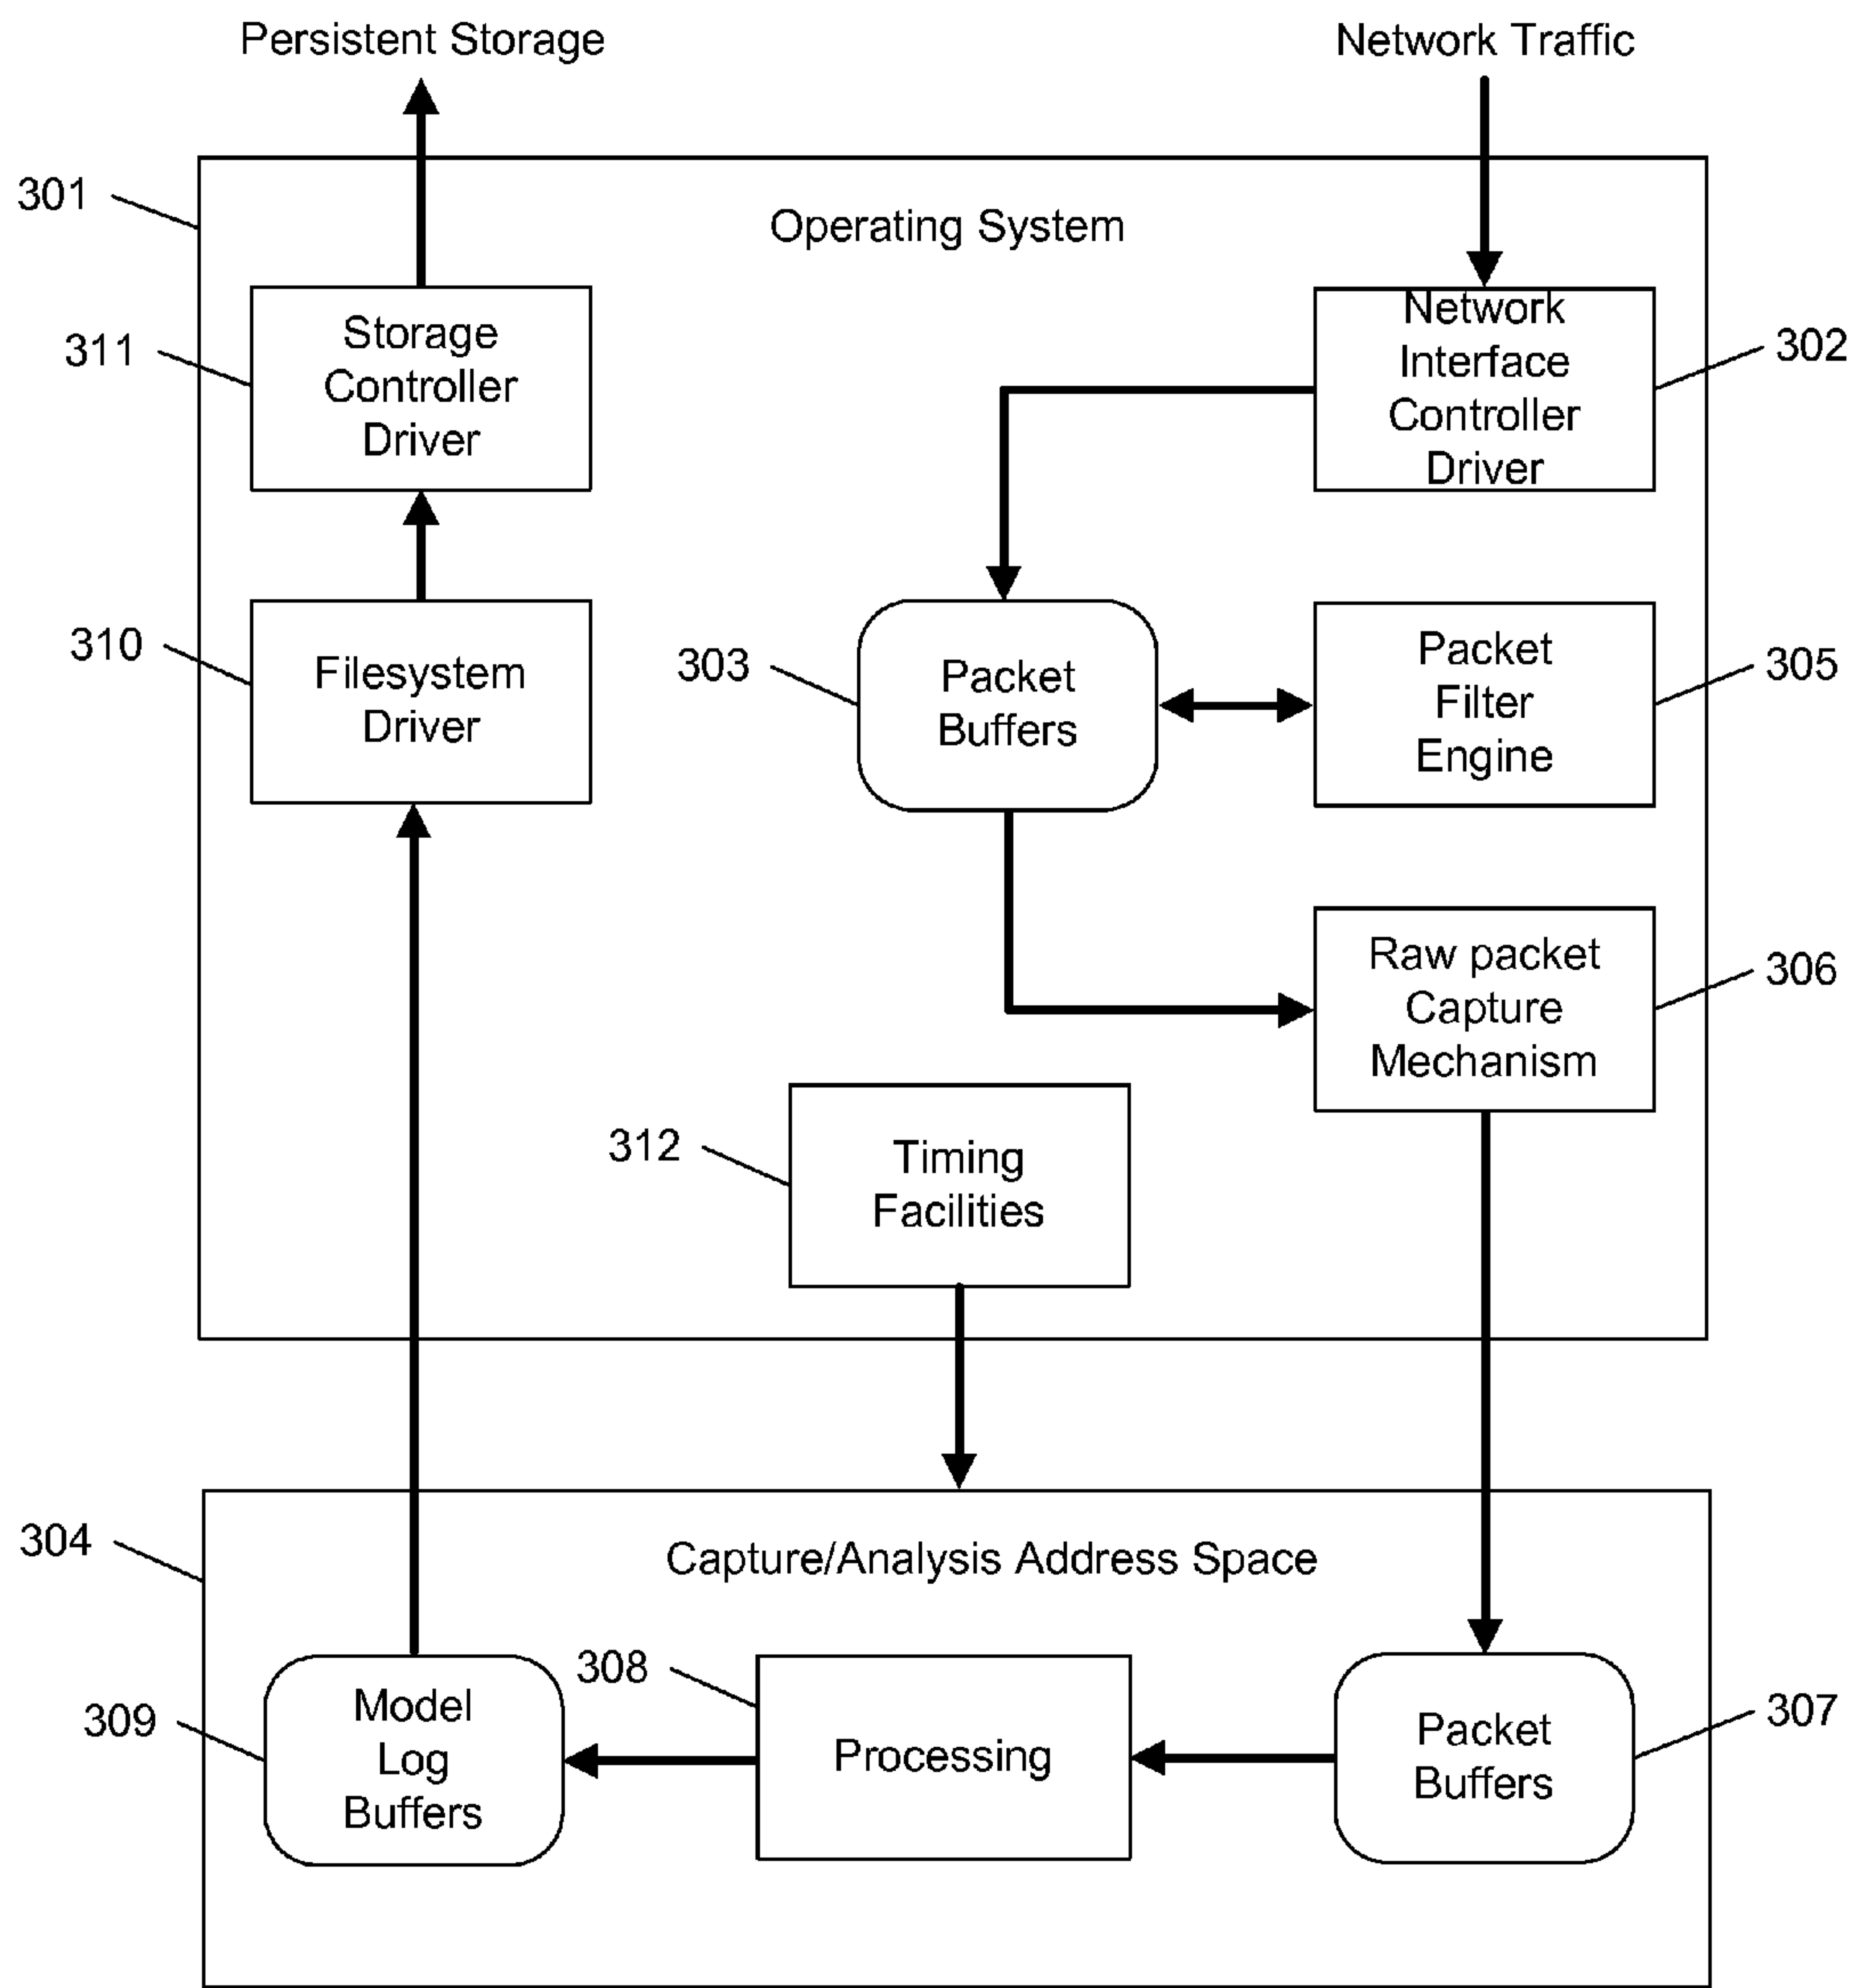 Persistent Storage
Network Traffic
301
Operating System
311
Storage
Controller
Driver
Network
Interface
Controller
Driver
302
310
Filesystem
Driver
303
Packet
Buffers
Packet
Filter
Engine
305
Raw packet
Capture
Mechanism
306
312
Timing
Facilities
304
Capture/Analysis Address Space
309
Model
Log
Buffers
308
Processing
Packet
Buffers
307